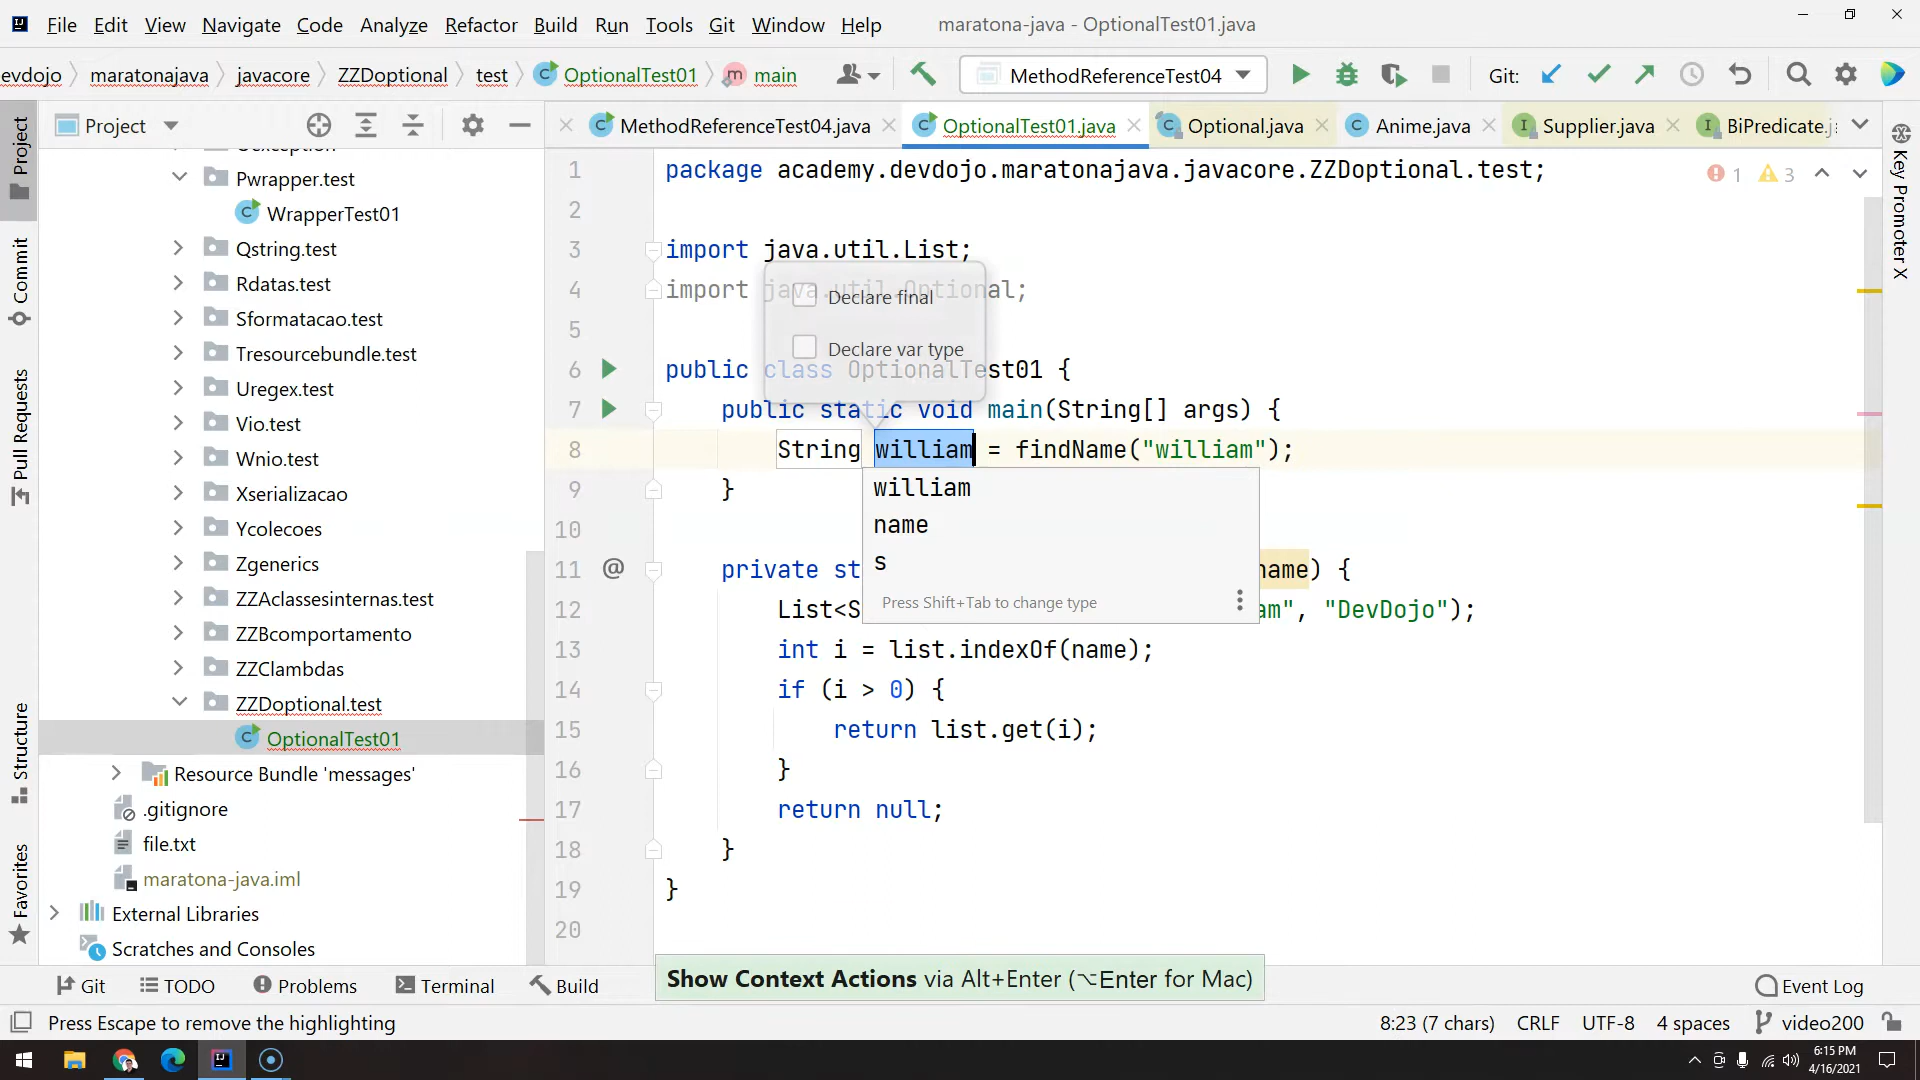 File Edit View Navigate Code Analyze Refactor Build Run Tools Git Window Help maratona-java - OptionalTest01.java
evdojo maratonajava javacore ZZDoptional test OptionalTest01 m main MethodReferenceTest04 Git:
Project
MethodReferenceTest04.java OptionalTest01.java Optional.java Anime.java Supplier.java BiPredicate.
Project
Commit
Pull Requests
Structure
Favorites
Pwrapper.test
WrapperTest01
Qstring.test
Rdatas.test
Sformatacao.test
Tresourcebundle.test
Uregex.test
Vio.test
Wnio.test
Xserializacao
Ycolecoes
Zgenerics
ZZAclassesinternas.test
ZZBcomportamento
ZZClambdas
ZZDoptional.test
OptionalTest01
Resource Bundle 'messages'
.gitignore
file.txt
maratona-java.iml
External Libraries
Scratches and Consoles
1 package academy.devdojo.maratonajava.javacore.ZZDoptional.test;
1 3
2
3 import java.util.List;
4 import java.util.Optional;
Declare final
5
Declare var type
6 public class OptionalTest01 {
7 public static void main(String[] args) {
8 String william = findName("william");
9 }
william
name
s
Press Shift+Tab to change type
10
11 @ private st name) {
12 List<S am", "DevDojo");
13 int i = list.indexOf(name);
14 if (i > 0) {
15 return list.get(i);
16 }
17 return null;
18 }
19 }
20
Key Promoter X
Show Context Actions via Alt+Enter (⌥Enter for Mac)
Git TODO Problems Terminal Build Event Log
Press Escape to remove the highlighting 8:23 (7 chars) CRLF UTF-8 4 spaces video200
6:15 PM
4/16/2021